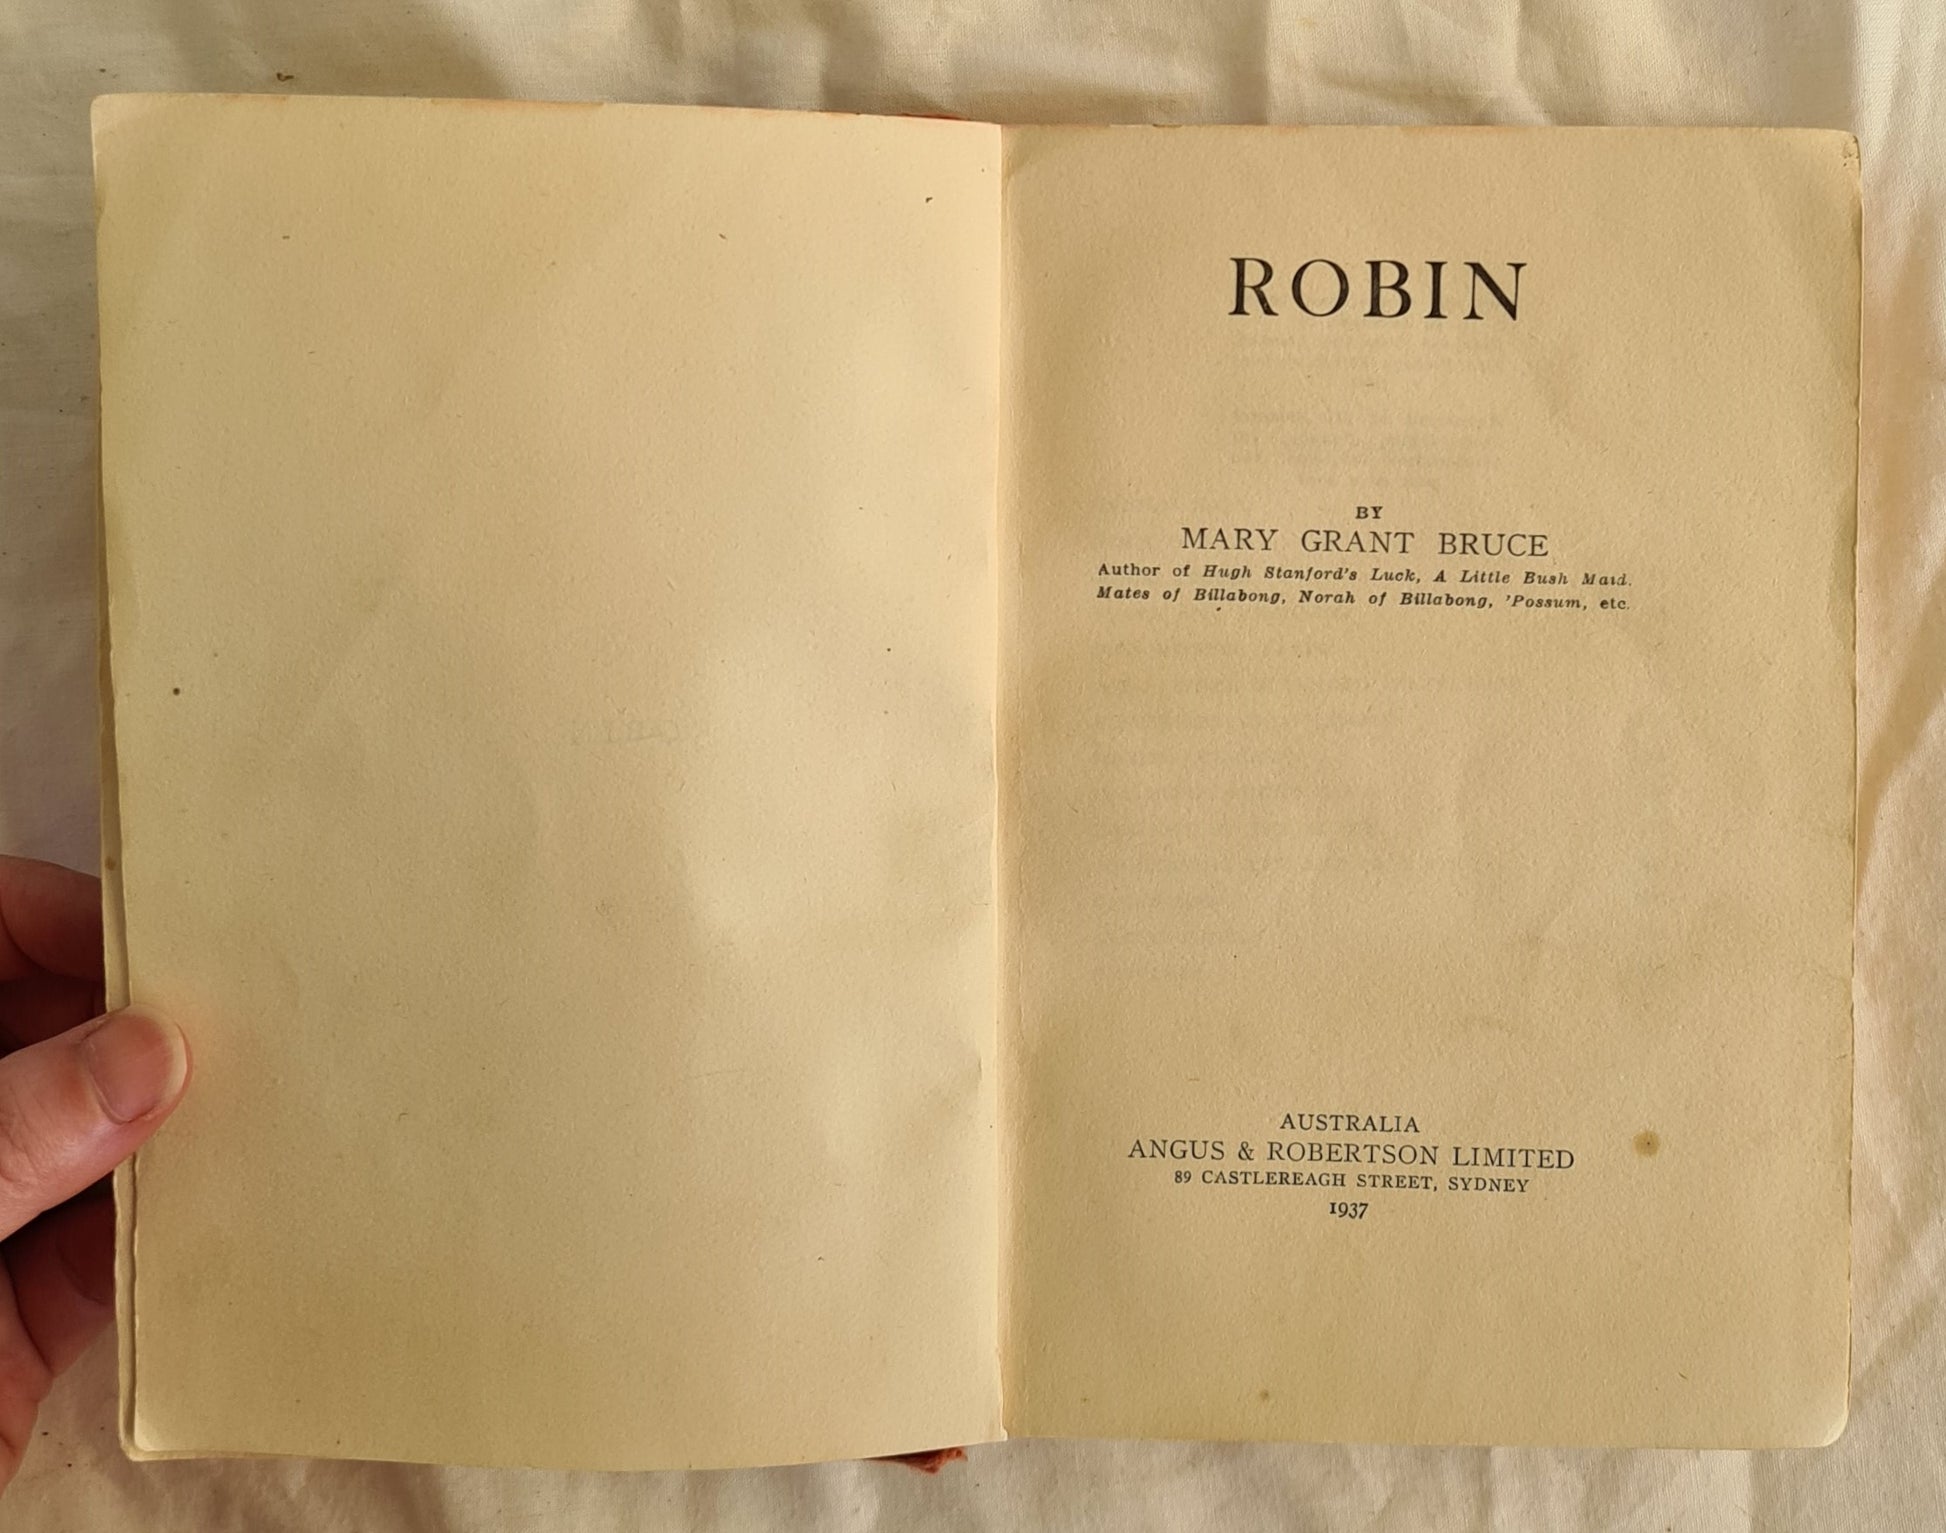 ROBIN
BY
MARY GRANT BRUCE
Author of Hugh Stanford's Luck, A Little Bush Maid.
Mates of Billabong, Norah of Billabong, 'Possum, etc.
AUSTRALIA
ANGUS & ROBERTSON LIMITED
89 CASTLEREAGH STREET, SYDNEY
1937